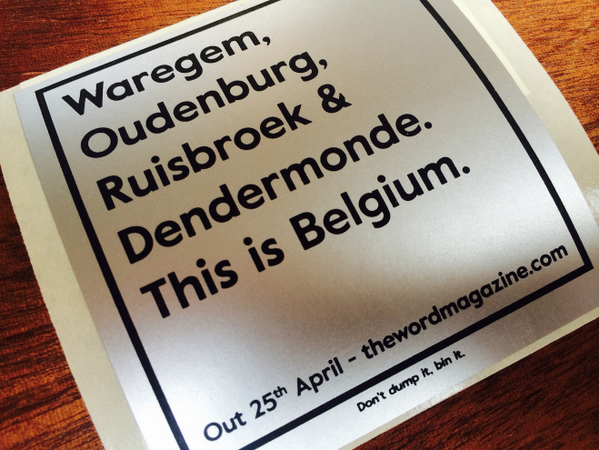 Waregem,
Oudenburg,
Ruisbroek &
Dendermonde.
This is Belgium.
Out 25th April - thewordmagazine.com
Don't dump it, bin it.